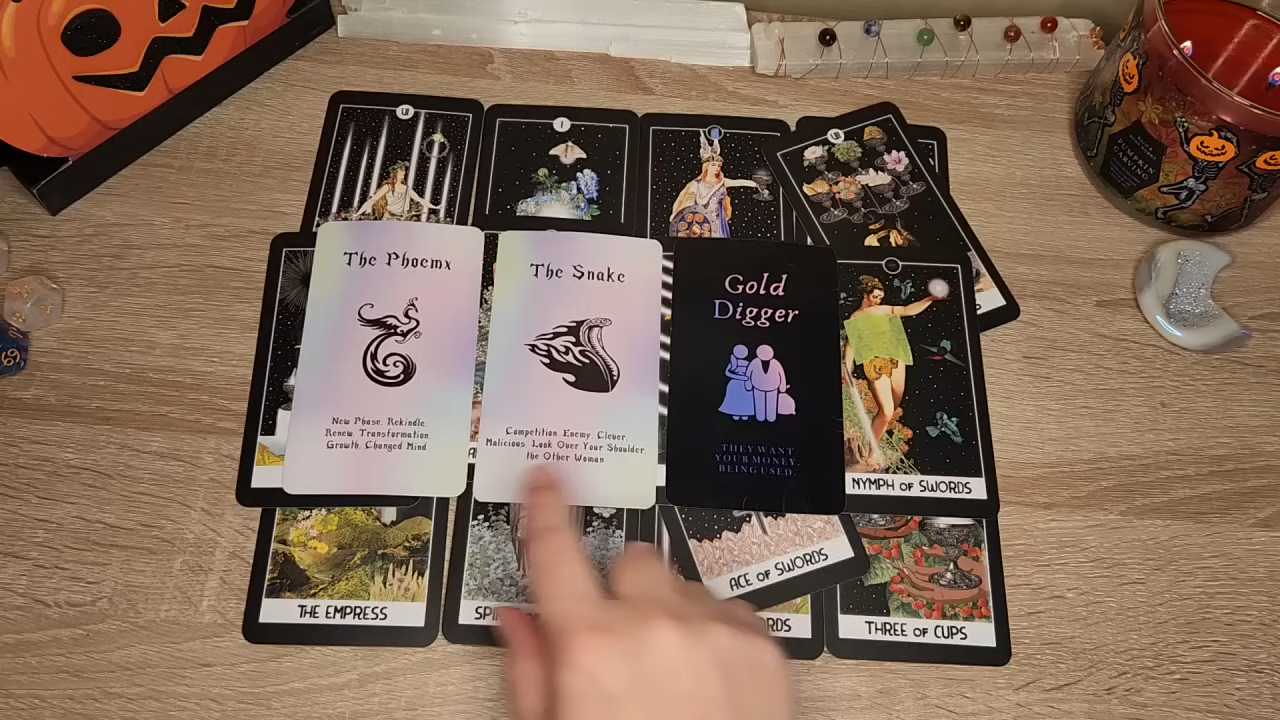 The Phoenix
New Phase, Rekindle,
Renew, Transformation,
Growth, Changed Mind
The Snake
Competition, Enemy, Clever,
Malicious, Look Over Your Shoulder,
the Other Woman
Gold
Digger
THEY WANT
YOUR MONEY.
BEING USED.
NYMPH OF SWORDS
THE EMPRESS
ACE OF SWORDS
THREE OF CUPS
I